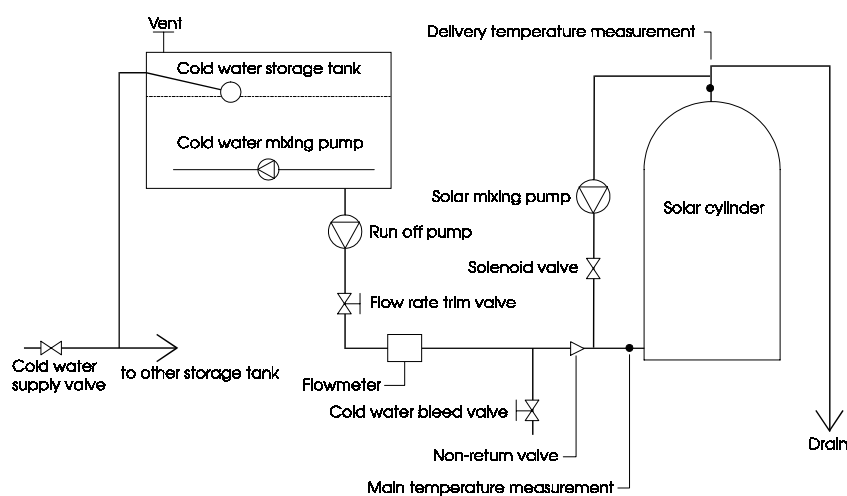 Vent
Delivery temperature measurement
Cold water storage tank
Cold water mixing pump
Solar mixing pump
Solar cylinder
Run off pump
Solenoid valve
Flow rate trim valve
Cold water
supply valve
to other storage tank
Flowmeter
Cold water bleed valve
Drain
Non-return valve
Main temperature measurement